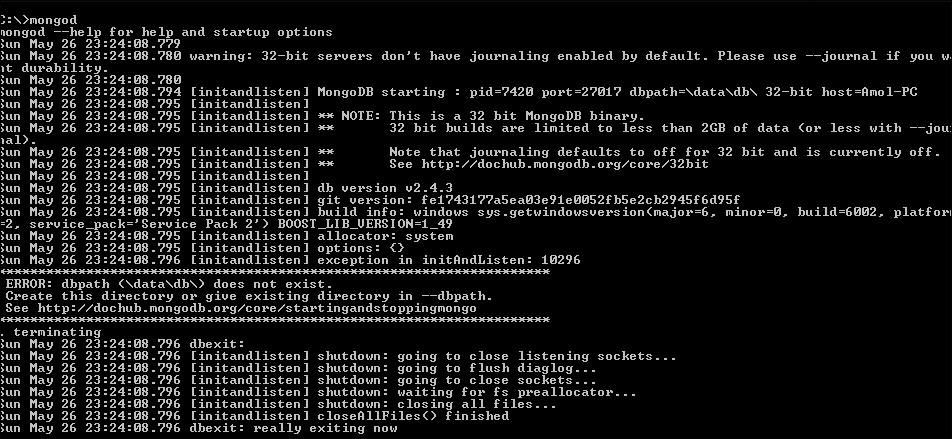 C:\>mongod
mongod --help for help and startup options
Sun May 26 23:24:08.779
Sun May 26 23:24:08.780 warning: 32-bit servers don't have journaling enabled by default. Please use --journal if you w
nt durability.
Sun May 26 23:24:08.780
Sun May 26 23:24:08.794 [initandlisten] MongoDB starting : pid=7420 port=27017 dbpath=\data\db\ 32-bit host=Amol-PC
Sun May 26 23:24:08.795 [initandlisten]
Sun May 26 23:24:08.795 [initandlisten] ** NOTE: This is a 32 bit MongoDB binary.
Sun May 26 23:24:08.795 [initandlisten] **       32 bit builds are limited to less than 2GB of data (or less with --jou
nal).
Sun May 26 23:24:08.795 [initandlisten] **       Note that journaling defaults to off for 32 bit and is currently off.
Sun May 26 23:24:08.795 [initandlisten] **       See http://dochub.mongodb.org/core/32bit
Sun May 26 23:24:08.795 [initandlisten]
Sun May 26 23:24:08.795 [initandlisten] db version v2.4.3
Sun May 26 23:24:08.795 [initandlisten] git version: fe1743177a5ea03e91e0052fb5e2cb2945f6d95f
Sun May 26 23:24:08.795 [initandlisten] build info: windows sys.getwindowsversion(major=6, minor=0, build=6002, platfor
=2, service_pack='Service Pack 2') BOOST_LIB_VERSION=1_49
Sun May 26 23:24:08.795 [initandlisten] allocator: system
Sun May 26 23:24:08.795 [initandlisten] options: {}
Sun May 26 23:24:08.796 [initandlisten] exception in initAndListen: 10296
*********************************************************************
ERROR: dbpath (\data\db\) does not exist.
Create this directory or give existing directory in --dbpath.
See http://dochub.mongodb.org/core/startingandstoppingmongo
*********************************************************************
, terminating
Sun May 26 23:24:08.796 dbexit:
Sun May 26 23:24:08.796 [initandlisten] shutdown: going to close listening sockets...
Sun May 26 23:24:08.796 [initandlisten] shutdown: going to flush diaglog...
Sun May 26 23:24:08.796 [initandlisten] shutdown: going to close sockets...
Sun May 26 23:24:08.796 [initandlisten] shutdown: waiting for fs preallocator...
Sun May 26 23:24:08.796 [initandlisten] shutdown: closing all files...
Sun May 26 23:24:08.796 [initandlisten] closeAllFiles() finished
Sun May 26 23:24:08.796 dbexit: really exiting now